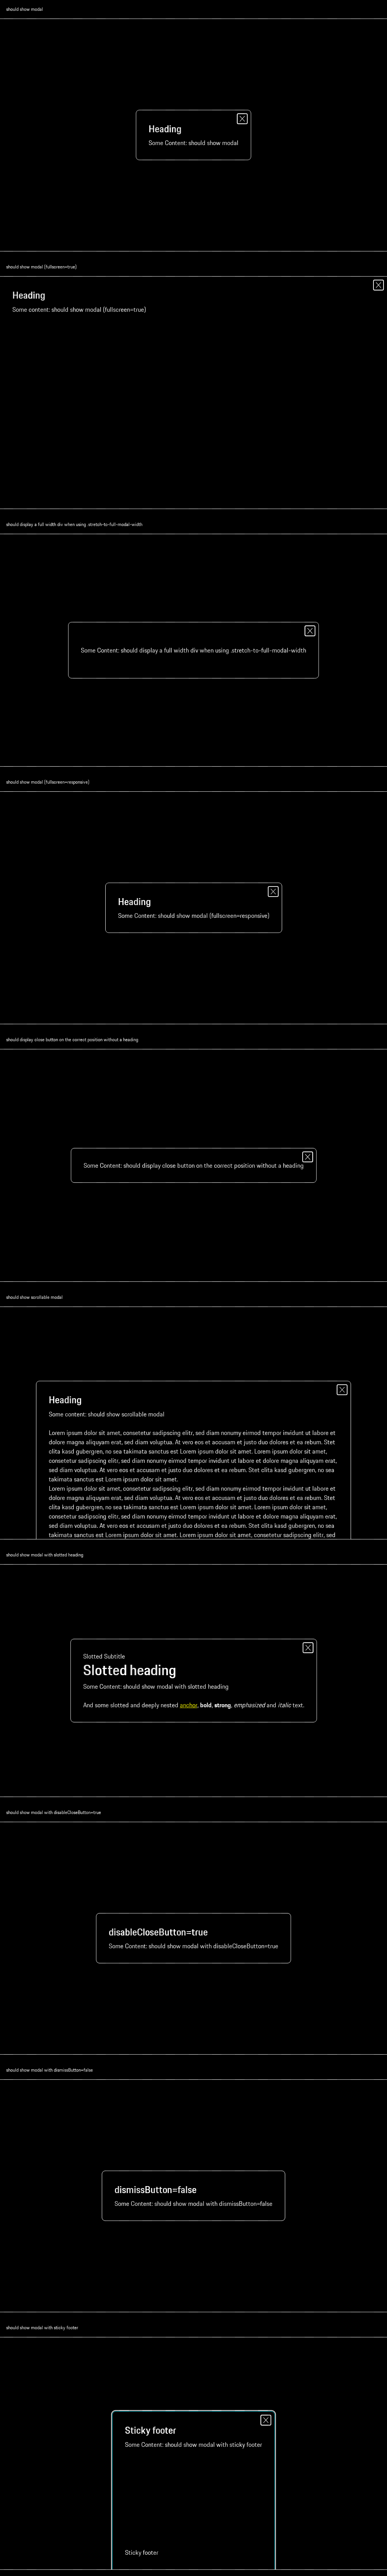 should show modal
Heading
Some Content: should show modal
should show modal (fullscreen=true)
Heading
Some content: should show modal (fullscreen=true)
should display a full width div when using .stretch-to-full-modal-width
Some Content: should display a full width div when using .stretch-to-full-modal-width
should show modal (fullscreen=responsive)
Heading
Some Content: should show modal (fullscreen=responsive)
should display close button on the correct position without a heading
Some Content: should display close button on the correct position without a heading
should show scrollable modal
Heading
Some content: should show scrollable modal
Lorem ipsum dolor sit amet, consetetur sadipscing elitr, sed diam nonumy eirmod tempor invidunt ut labore et
dolore magna aliquyam erat, sed diam voluptua. At vero eos et accusam et justo duo dolores et ea rebum. Stet
clita kasd gubergren, no sea takimata sanctus est Lorem ipsum dolor sit amet. Lorem ipsum dolor sit amet,
consetetur sadipscing elitr, sed diam nonumy eirmod tempor invidunt ut labore et dolore magna aliquyam erat,
sed diam voluptua. At vero eos et accusam et justo duo dolores et ea rebum. Stet clita kasd gubergren, no sea
takimata sanctus est Lorem ipsum dolor sit amet.
Lorem ipsum dolor sit amet, consetetur sadipscing elitr, sed diam nonumy eirmod tempor invidunt ut labore et
dolore magna aliquyam erat, sed diam voluptua. At vero eos et accusam et justo duo dolores et ea rebum. Stet
clita kasd gubergren, no sea takimata sanctus est Lorem ipsum dolor sit amet. Lorem ipsum dolor sit amet,
consetetur sadipscing elitr, sed diam nonumy eirmod tempor invidunt ut labore et dolore magna aliquyam erat,
sed diam voluptua. At vero eos et accusam et justo duo dolores et ea rebum. Stet clita kasd gubergren, no sea
takimata sanctus est Lorem ipsum dolor sit amet. Lorem ipsum dolor sit amet, consetetur sadipscing elitr, sed
should show modal with slotted heading
Slotted Subtitle
Slotted heading
Some Content: should show modal with slotted heading
And some slotted and deeply nested anchor, bold, strong, emphasized and italic text.
should show modal with disableCloseButton=true
disableCloseButton=true
Some Content: should show modal with disableCloseButton=true
should show modal with dismissButton=false
dismissButton=false
Some Content: should show modal with dismissButton=false
should show modal with sticky footer
Sticky footer
Some Content: should show modal with sticky footer
Sticky footer